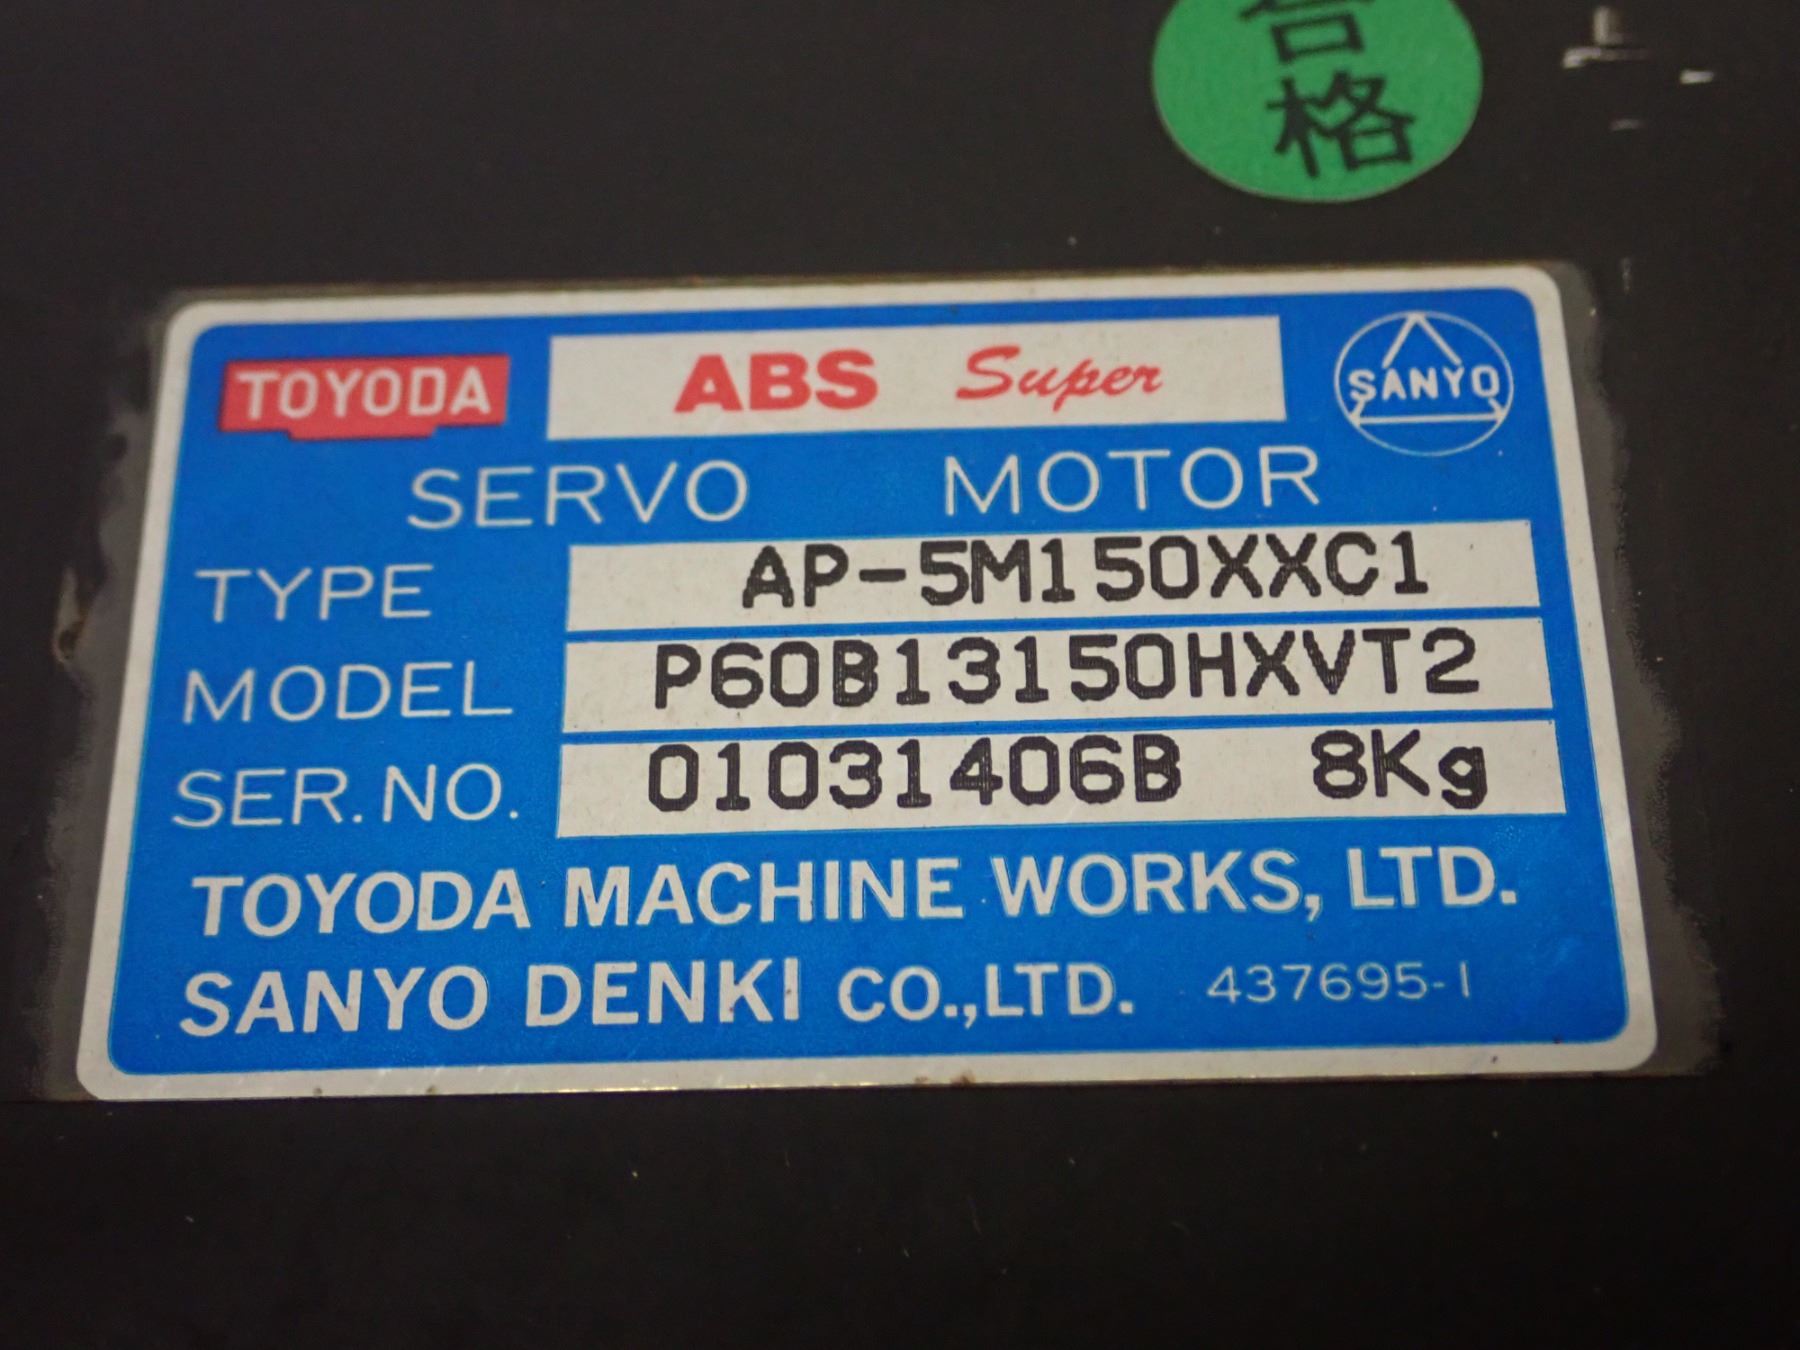 合
格
TOYODA ABS Super SANYO
SERVO MOTOR
TYPE AP-5M150XXC1
MODEL P60B13150HXVT2
SER.NO. 01031406B 8Kg
TOYODA MACHINE WORKS, LTD.
SANYO DENKI CO.,LTD. 437695-1